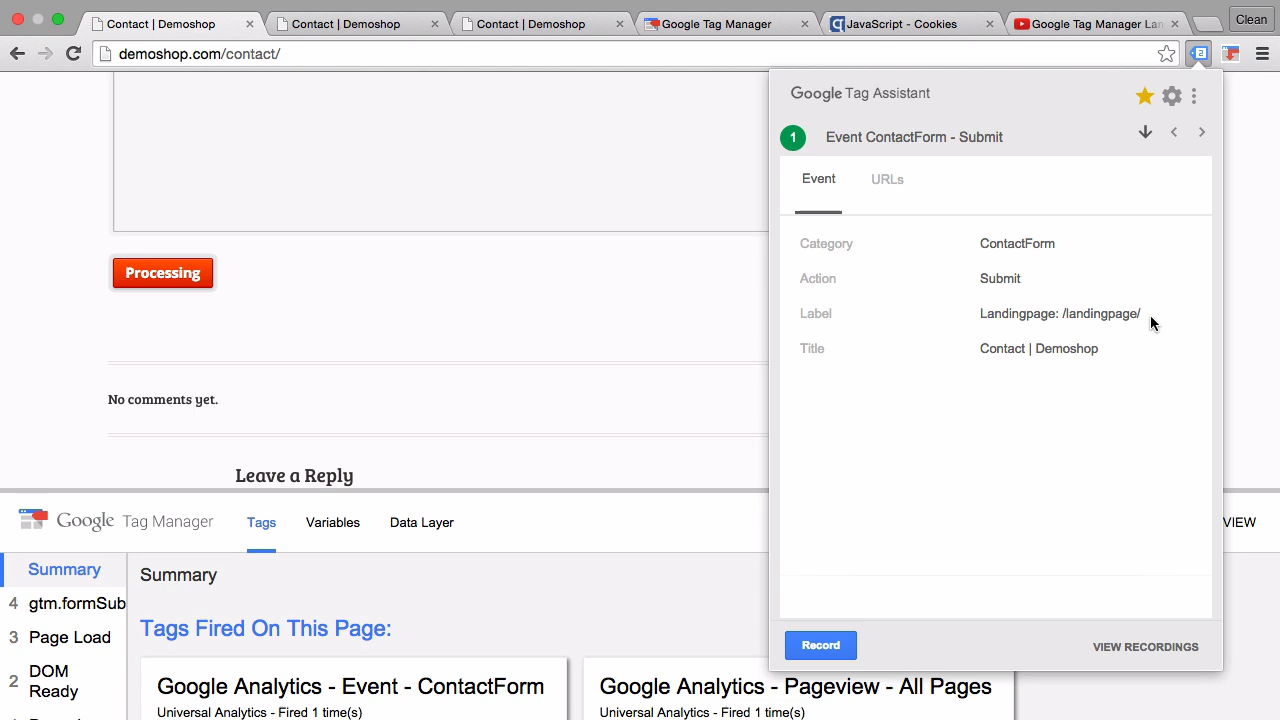 Contact | Demoshop
Contact | Demoshop
Contact | Demoshop
Google Tag Manager
JavaScript - Cookies
Google Tag Manager Lan
Clean
demoshop.com/contact/
2
Google Tag Assistant
1 Event ContactForm - Submit
Event URLs
Category ContactForm
Action Submit
Label Landingpage: /landingpage/
Title Contact | Demoshop
Record VIEW RECORDINGS
Processing
No comments yet.
Leave a Reply
Google Tag Manager Tags Variables Data Layer
VIEW
Summary
4 gtm.formSub
3 Page Load
2 DOM Ready
Summary
Tags Fired On This Page:
Google Analytics - Event - ContactForm
Universal Analytics - Fired 1 time(s)
Google Analytics - Pageview - All Pages
Universal Analytics - Fired 1 time(s)